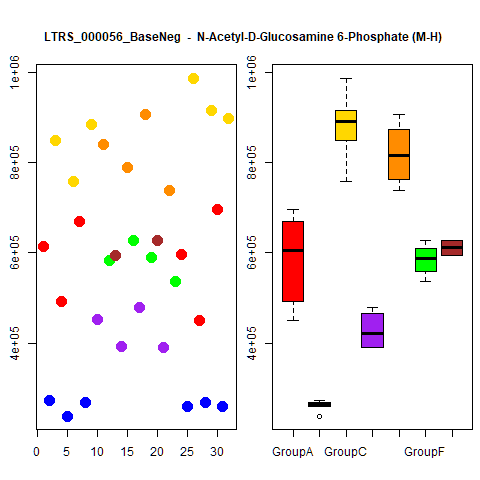 LTRS_000056_BaseNeg - N-Acetyl-D-Glucosamine 6-Phosphate (M-H)
1e+06
8e+05
6e+05
4e+05
0 5 10 15 20 25 30
1e+06
8e+05
6e+05
4e+05
GroupA GroupC GroupF